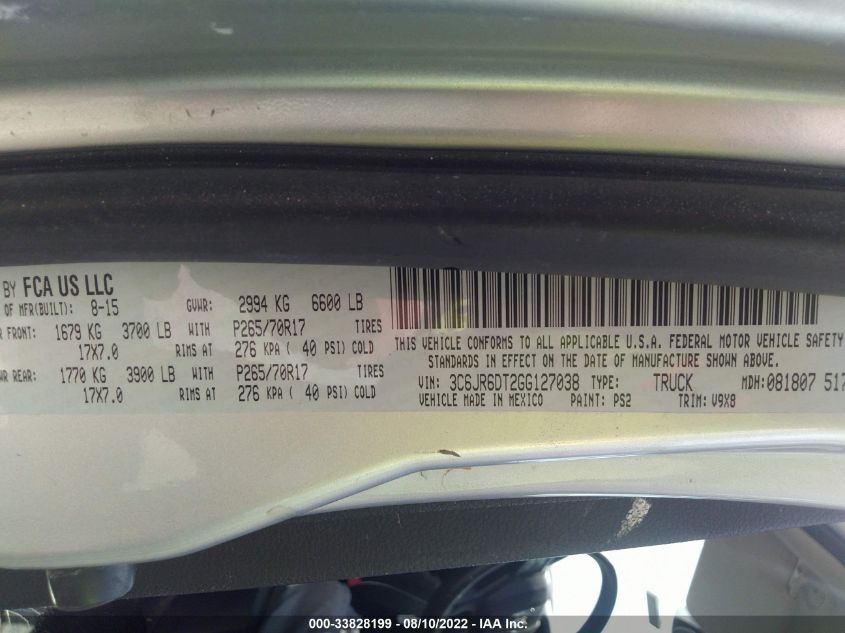 BY FCA US LLC
OF MFR(BUILT): 8-15 GVWR: 2994 KG 6600 LB
FRONT: 1679 KG 3700 LB WITH P265/70R17 TIRES
17X7.0 RIMS AT 276 KPA ( 40 PSI) COLD
WR REAR: 1770 KG 3900 LB WITH P265/70R17 TIRES
17X7.0 RIMS AT 276 KPA ( 40 PSI) COLD
THIS VEHICLE CONFORMS TO ALL APPLICABLE U.S.A. FEDERAL MOTOR VEHICLE SAFETY
STANDARDS IN EFFECT ON THE DATE OF MANUFACTURE SHOWN ABOVE.
VIN: 3C6JR6DT2GG127038 TYPE: TRUCK MDH: 081807 517
VEHICLE MADE IN MEXICO PAINT: PS2 TRIM: V9X8
000-33828199 - 08/10/2022 - IAA Inc.